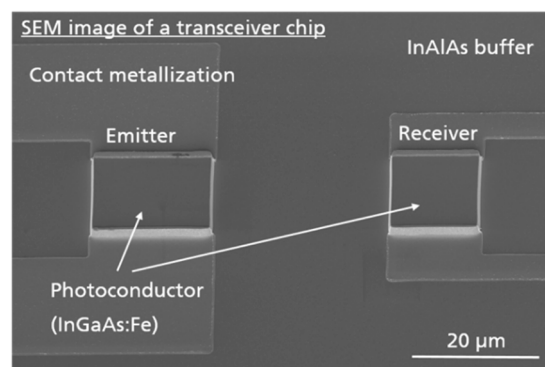 SEM image of a transceiver chip
InAlAs buffer
Contact metallization
Emitter
Receiver
Photoconductor
(InGaAs:Fe)
20 µm